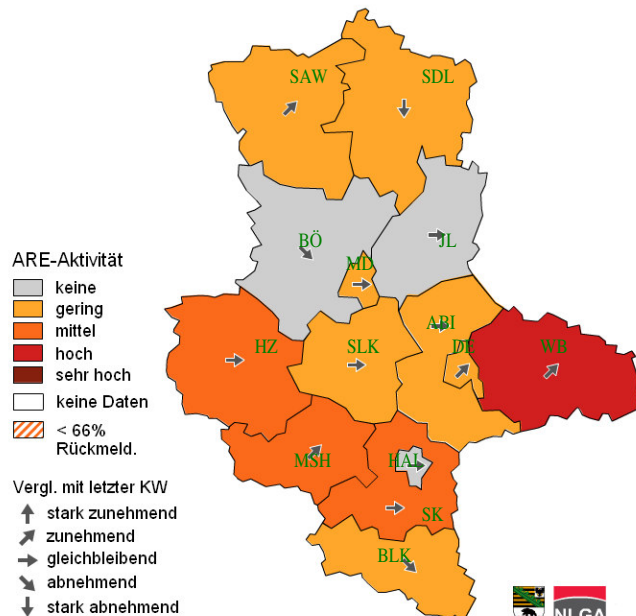 SAW
SDL
BÖ
JL
MD
ABI
HZ
SLK
DE
WB
MSH
HAL
SK
BLK
ARE-Aktivität
keine
gering
mittel
hoch
sehr hoch
keine Daten
< 66%
Rückmeld.
Vergl. mit letzter KW
stark zunehmend
zunehmend
gleichbleibend
abnehmend
stark abnehmend
NLGA